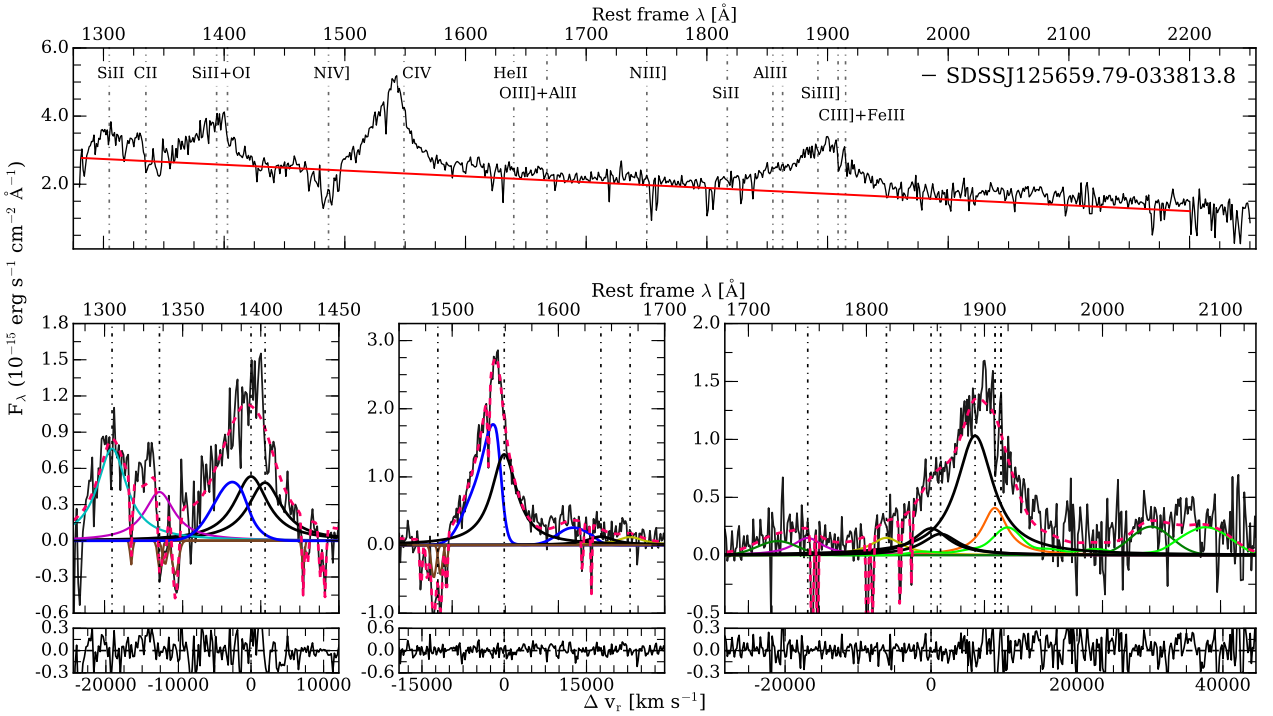 Rest frame λ [Å]
1300 1400 1500 1600 1700 1800 1900 2000 2100 2200
6.0
4.0
2.0
SiII CII SiII+OI NIV] CIV HeII NIII] AlIII
— SDSSJ125659.79-033813.8
OIII]+AlII SiII SiIII]
CIII]+FeIII
F_λ (10⁻¹⁵ erg s⁻¹ cm⁻² Å⁻¹)
Rest frame λ [Å]
1300 1350 1400 1450
1500 1600 1700
1700 1800 1900 2000 2100
1.8
1.5
1.2
0.9
0.6
0.3
0.0
-0.3
-0.6
3.0
2.0
1.0
0.0
-1.0
2.0
1.5
1.0
0.5
0.0
-0.5
0.3
0.0
-0.3
0.6
0.0
-0.6
0.3
0.0
-0.3
-20000 -10000 0 10000
-15000 0 15000
-20000 0 20000 40000
Δ v_r [km s⁻¹]